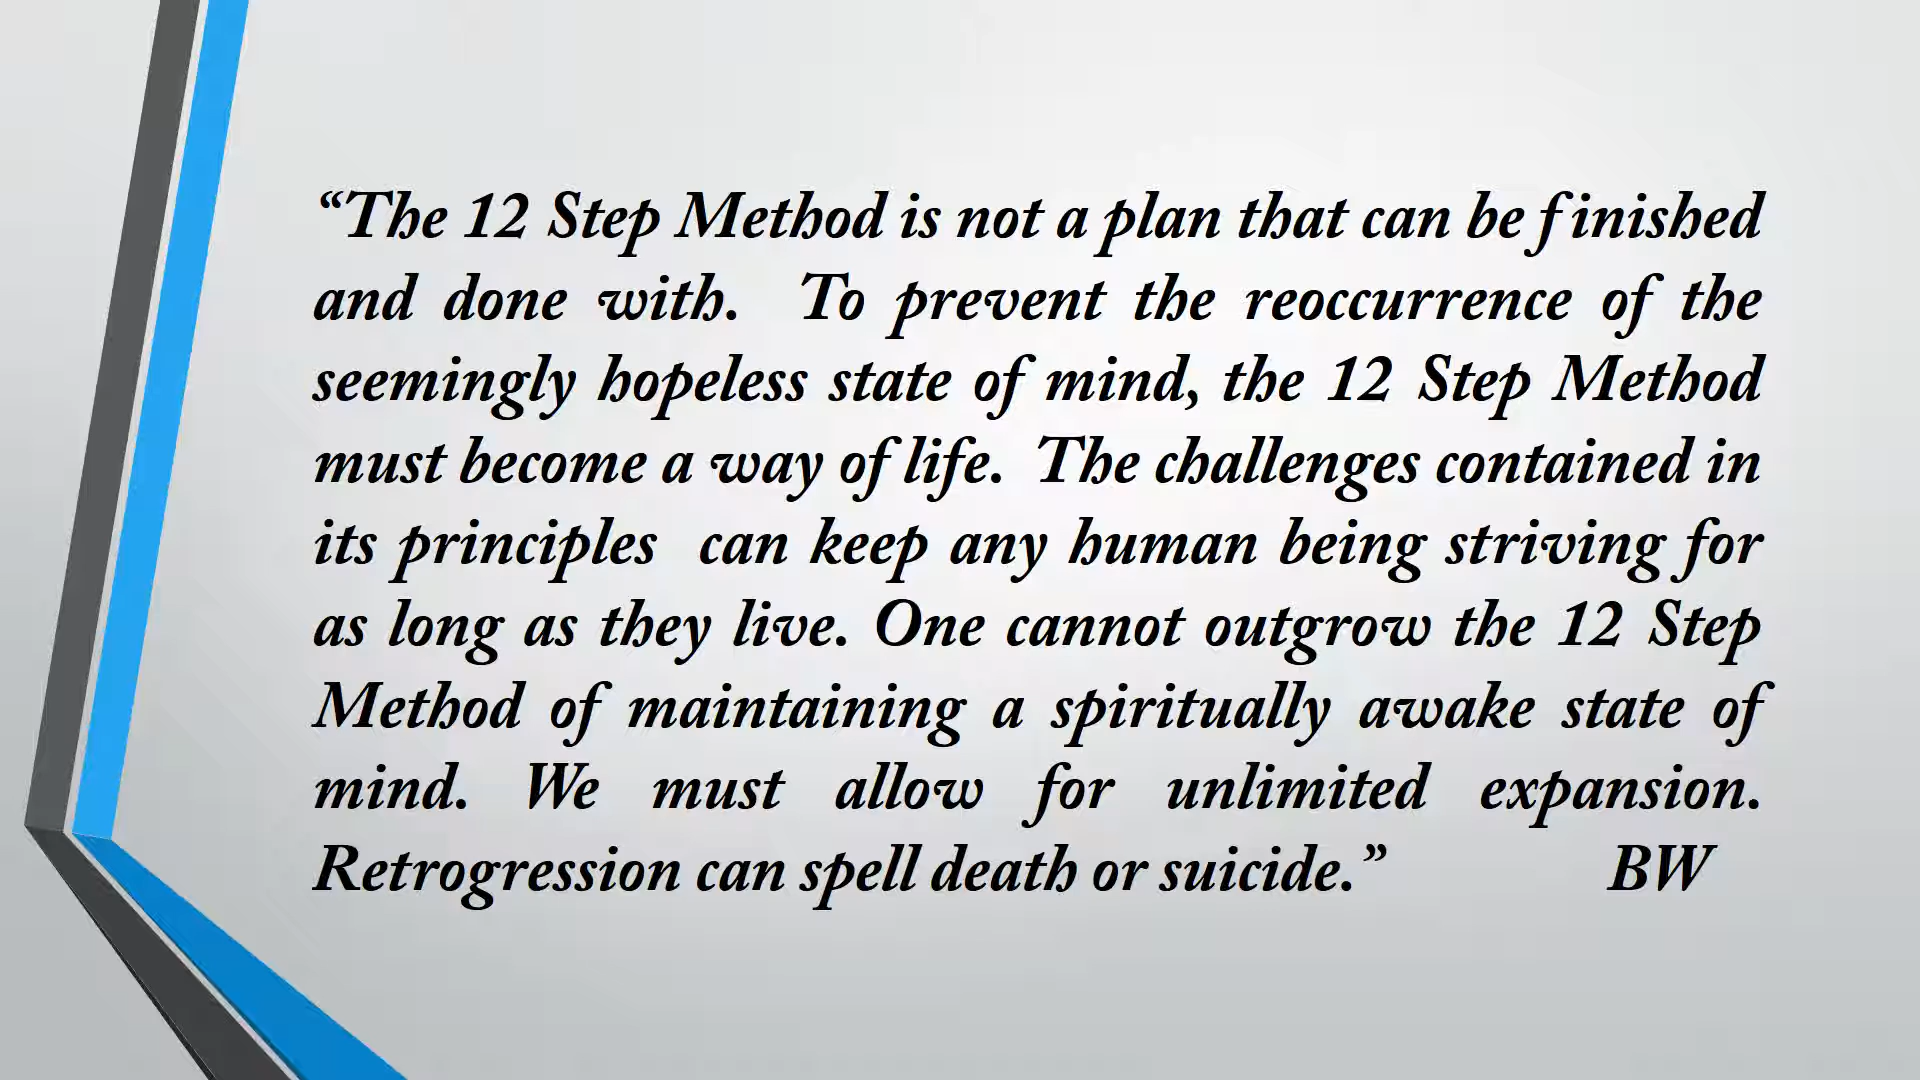 “The 12 Step Method is not a plan that can be finished
and done with.  To prevent the reoccurrence of the
seemingly hopeless state of mind, the 12 Step Method
must become a way of life.  The challenges contained in
its principles  can keep any human being striving for
as long as they live. One cannot outgrow the 12 Step
Method of maintaining a spiritually awake state of
mind. We must allow for unlimited expansion.
Retrogression can spell death or suicide.” BW